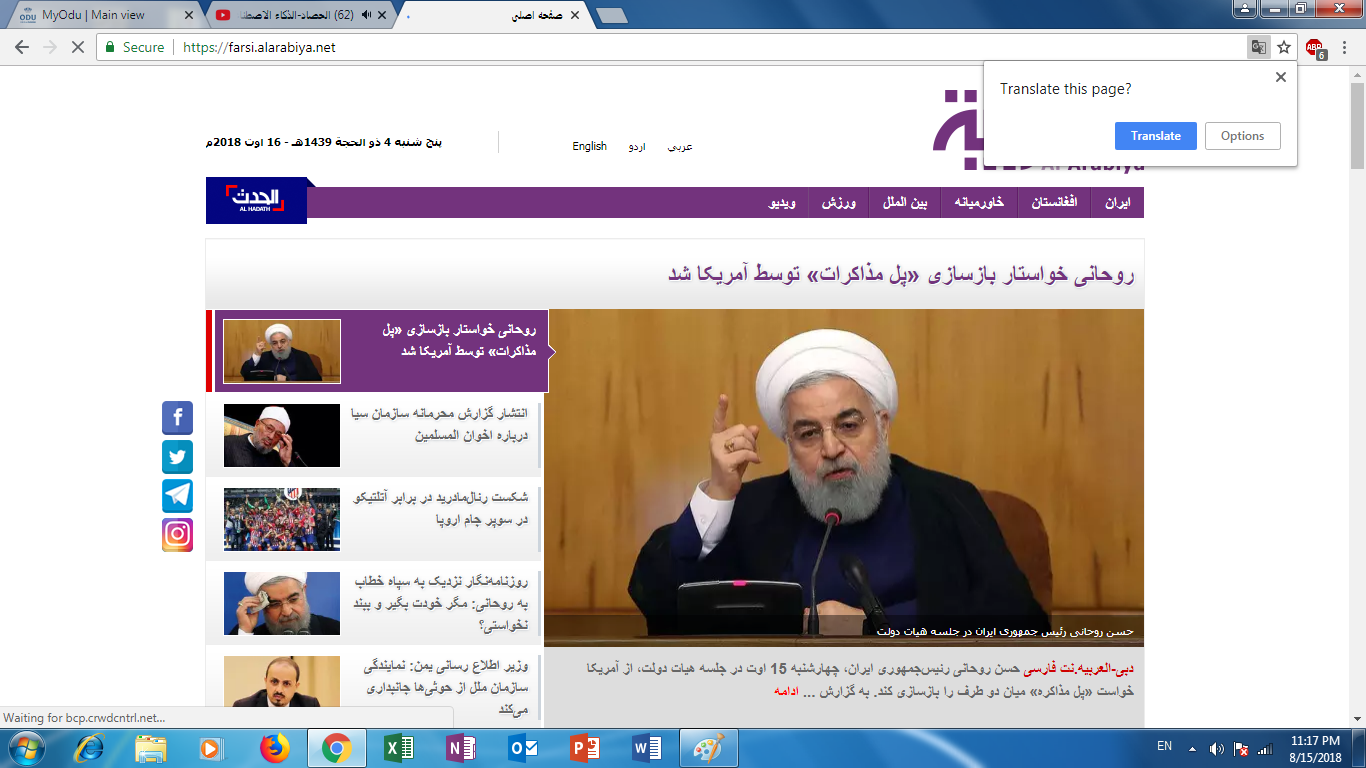 MyOdu | Main view
(62) الحصاد-الذكاء الاصطنا
صفحه اصلی
Secure
https://farsi.alarabiya.net
ABP
6
Translate this page?
Translate
Options
پنج شنبه 4 ذو الحجة 1439هـ - 16 اوت 2018م
English
اردو
عربي
الحدث
AL HADATH
ایران
افغانستان
خاورمیانه
بین الملل
ورزش
ویدیو
روحانی خواستار بازسازی «پل مذاکرات» توسط آمریکا شد
روحانی خواستار بازسازی «پل
مذاکرات» توسط آمریکا شد
انتشار گزارش محرمانه سازمان سیا
درباره اخوان المسلمین
شکست رئال‌مادرید در برابر آتلتیکو
در سوپر جام اروپا
روزنامه‌نگار نزدیک به سپاه خطاب
به روحانی: مگر خودت بگیر و ببند
نخواستی؟
وزیر اطلاع رسانی یمن: نمایندگی
سازمان ملل از حوثی‌ها جانبداری
می‌کند
حسن روحانی رئیس جمهوری ایران در جلسه هیات دولت
دبی-العربیه.نت فارسی حسن روحانی رئیس‌جمهوری ایران، چهارشنبه 15 اوت در جلسه هیات دولت، از آمریکا
خواست «پل مذاکره» میان دو طرف را بازسازی کند. به گزارش ... ادامه
Waiting for bcp.crwdcntrl.net...
EN
11:17 PM
8/15/2018